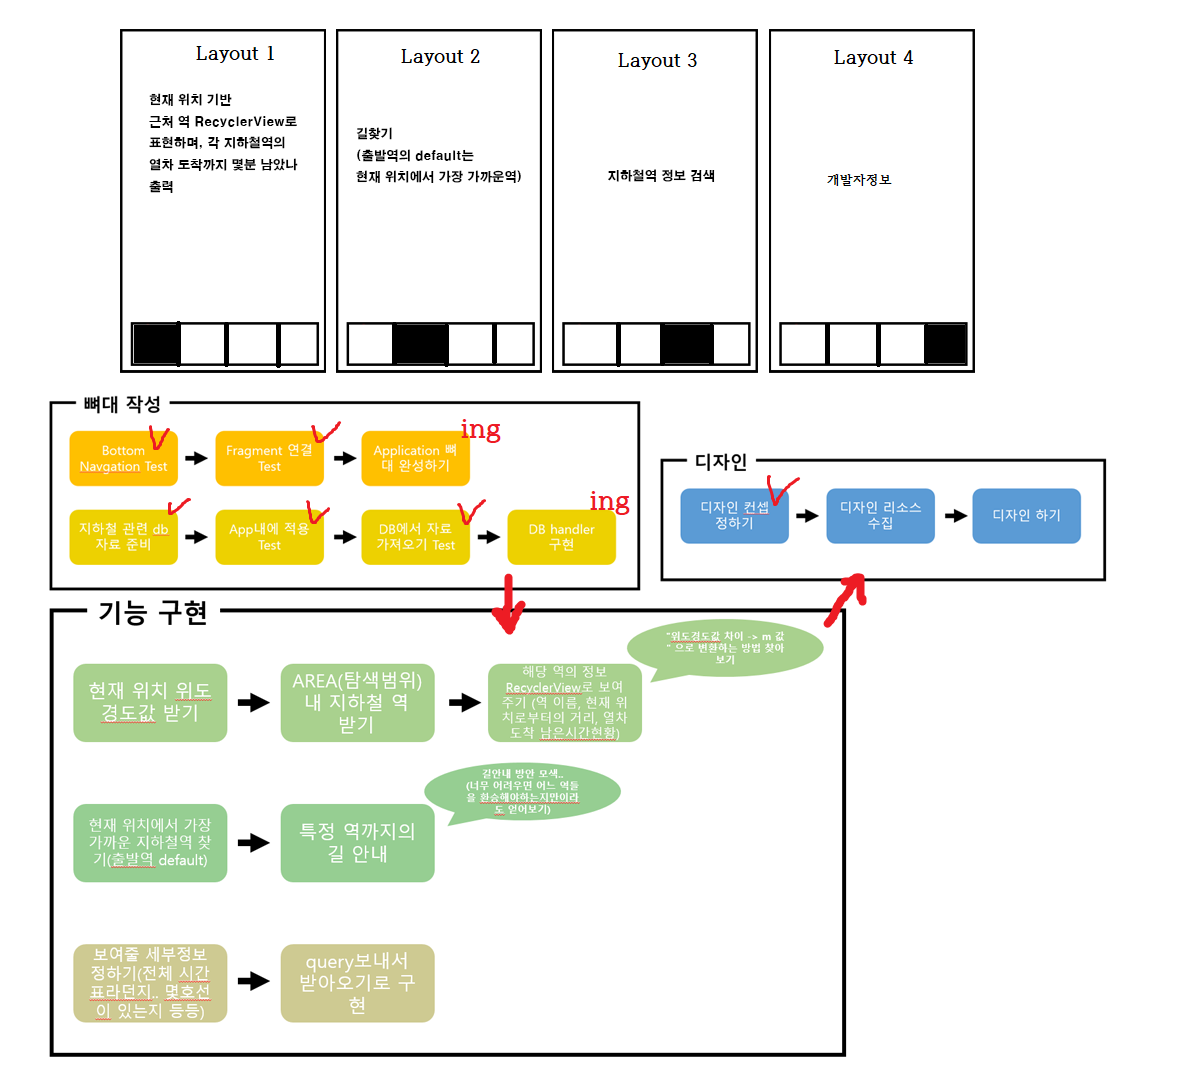 Layout 1
현재 위치 기반
근처 역 RecyclerView로
표현하며, 각 지하철역의
열차 도착까지 몇분 남았나
출력
Layout 2
길찾기
(출발역의 default는
현재 위치에서 가장 가까운역)
Layout 3
지하철역 정보 검색
Layout 4
개발자정보
뼈대 작성
Bottom
Navgation Test
Fragment 연결
Test
Application 뼈
대 완성하기
ing
지하철 관련 db
자료 준비
App내에 적용
Test
DB에서 자료
가져오기 Test
DB handler
구현
ing
디자인
디자인 컨셉
정하기
디자인 리소스
수집
디자인 하기
기능 구현
현재 위치 위도
경도값 받기
AREA(탐색범위)
내 지하철 역
받기
해당 역의 정보
RecyclerView로 보여
주기 (역 이름, 현재 위
치로부터의 거리, 열차
도착 남은시간현황)
"위도경도값 차이 -> m 값
" 으로 변환하는 방법 찾아
보기
현재 위치에서 가장
가까운 지하철역 찾
기(출발역 default)
특정 역까지의
길 안내
길안내 방안 모색..
(너무 어려우면 어느 역들
을 환승해야하는지만이라
도 얻어보기)
보여줄 세부정보
정하기(전체 시간
표라던지.. 몇호선
이 있는지 등등)
query보내서
받아오기로 구
현